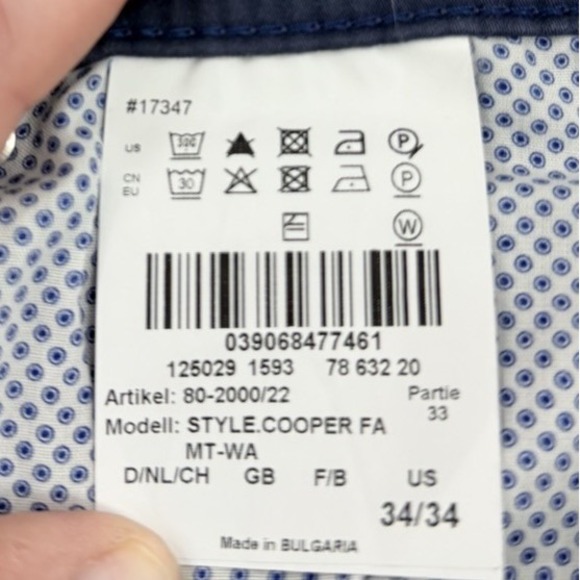 #17347
US P
CN
EU 30 P
W
039068477461
125029 1593 78 632 20
Artikel: 80-2000/22 Partie
33
Modell: STYLE.COOPER FA
MT-WA
D/NL/CH GB F/B US
34/34
Made in BULGARIA